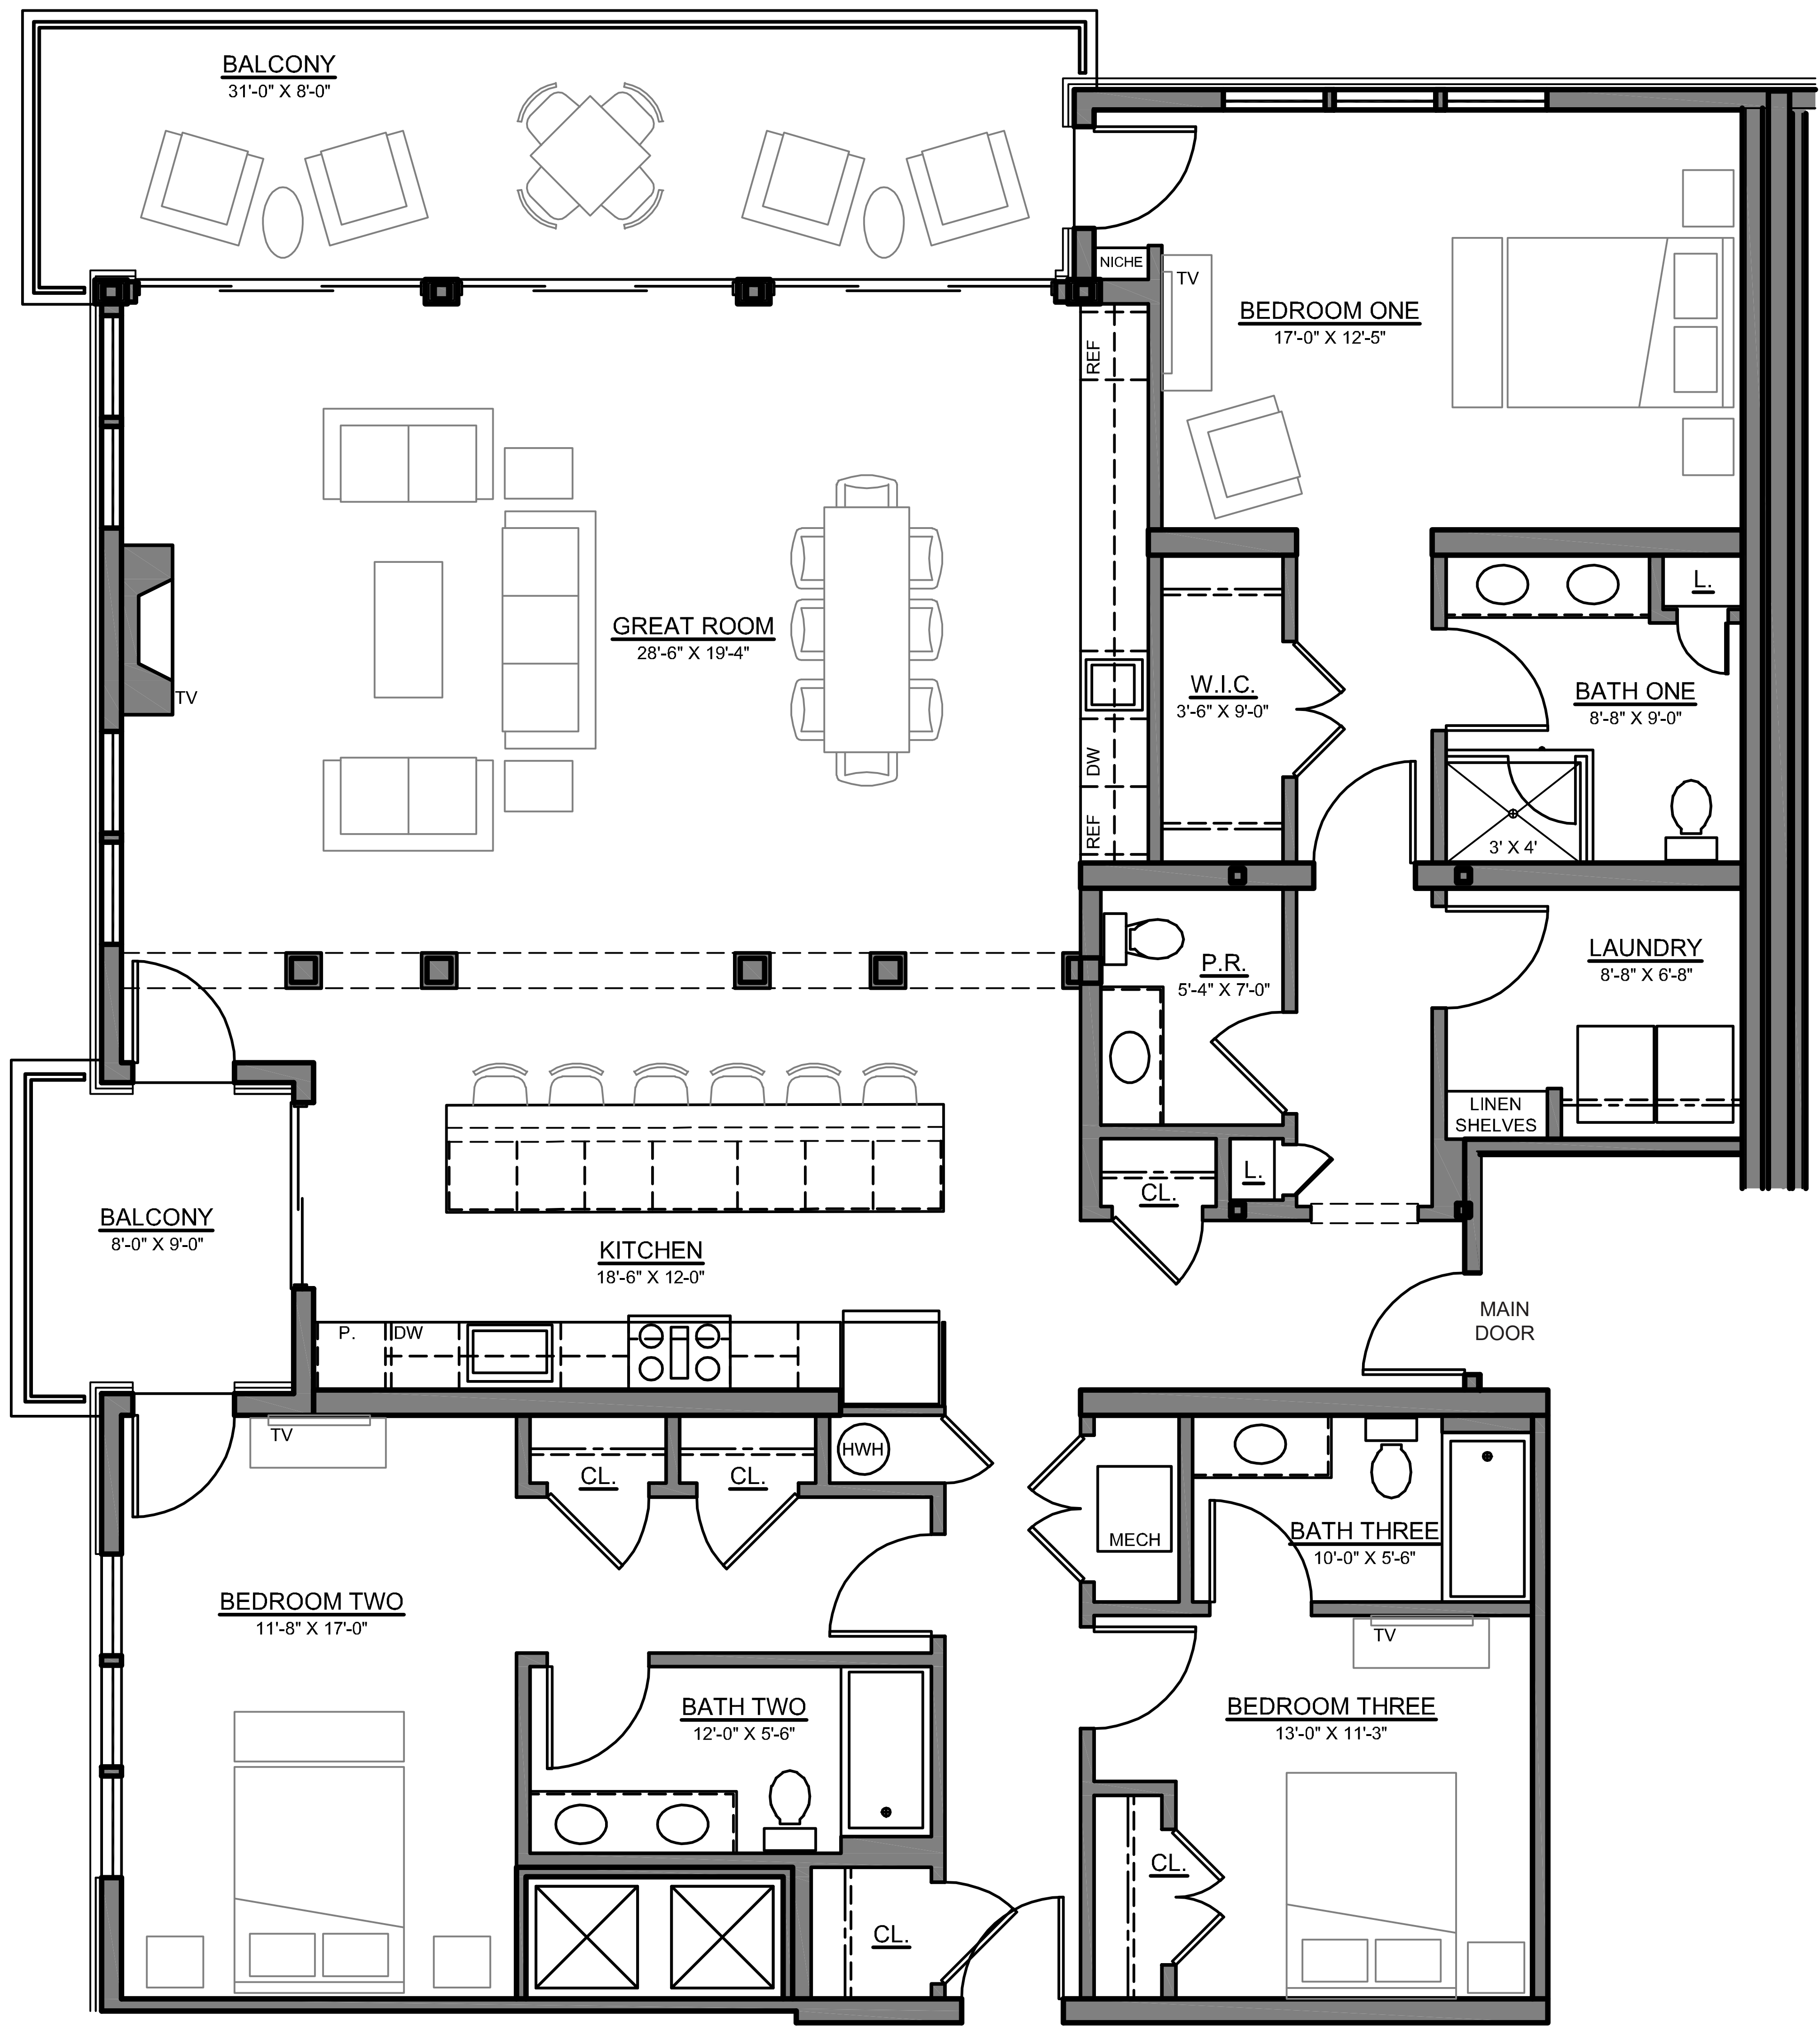 BALCONY
31'-0" X 8'-0"
NICHE
TV
REF
BEDROOM ONE
17'-0" X 12'-5"
GREAT ROOM
28'-6" X 19'-4"
TV
DW
REF
W.I.C.
3'-6" X 9'-0"
L.
BATH ONE
8'-8" X 9'-0"
3' X 4'
P.R.
5'-4" X 7'-0"
LAUNDRY
8'-8" X 6'-8"
LINEN
SHELVES
CL.
L.
BALCONY
8'-0" X 9'-0"
KITCHEN
18'-6" X 12'-0"
MAIN
DOOR
P.
DW
TV
CL.
CL.
HWH
MECH
BATH THREE
10'-0" X 5'-6"
BEDROOM TWO
11'-8" X 17'-0"
TV
BATH TWO
12'-0" X 5'-6"
BEDROOM THREE
13'-0" X 11'-3"
CL.
CL.